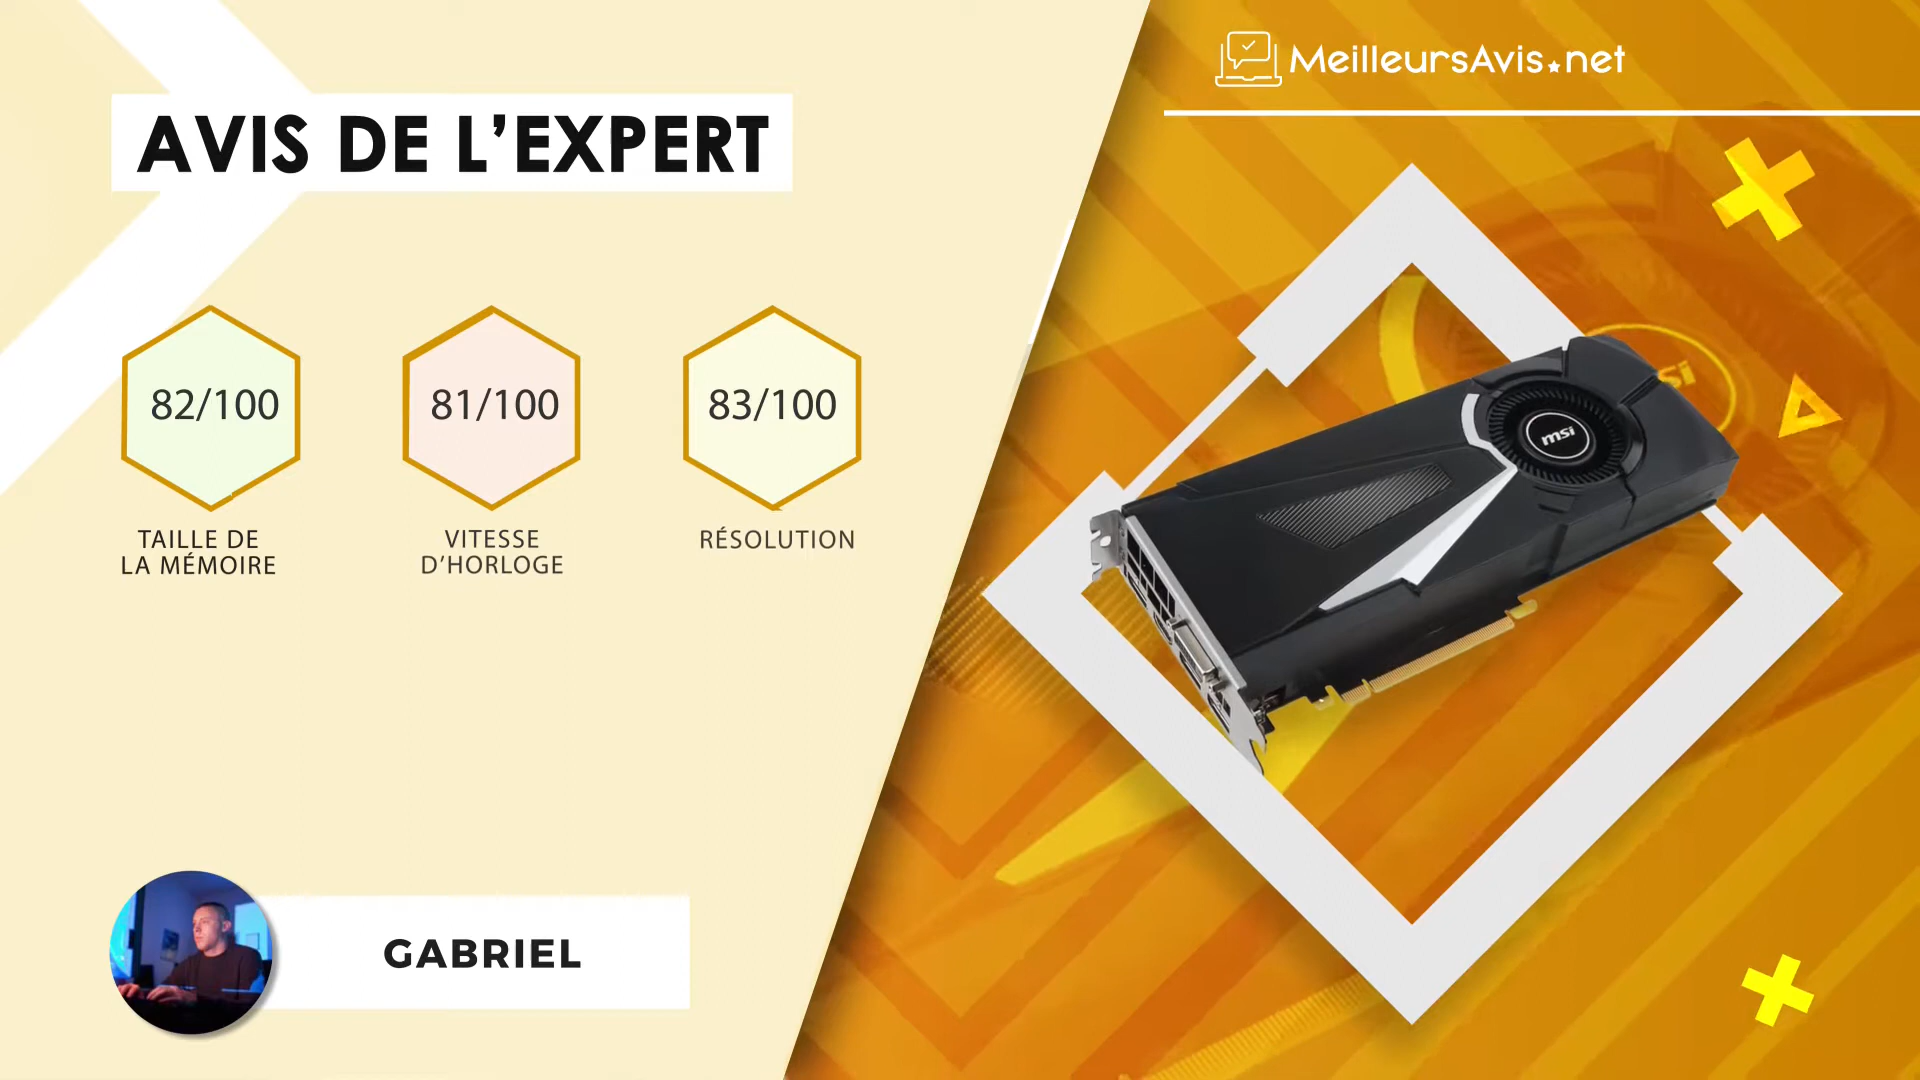 MeilleursAvis.net
AVIS DE L’EXPERT
82/100
81/100
83/100
TAILLE DE
LA MÉMOIRE
VITESSE
D’HORLOGE
RÉSOLUTION
msi
si
GABRIEL